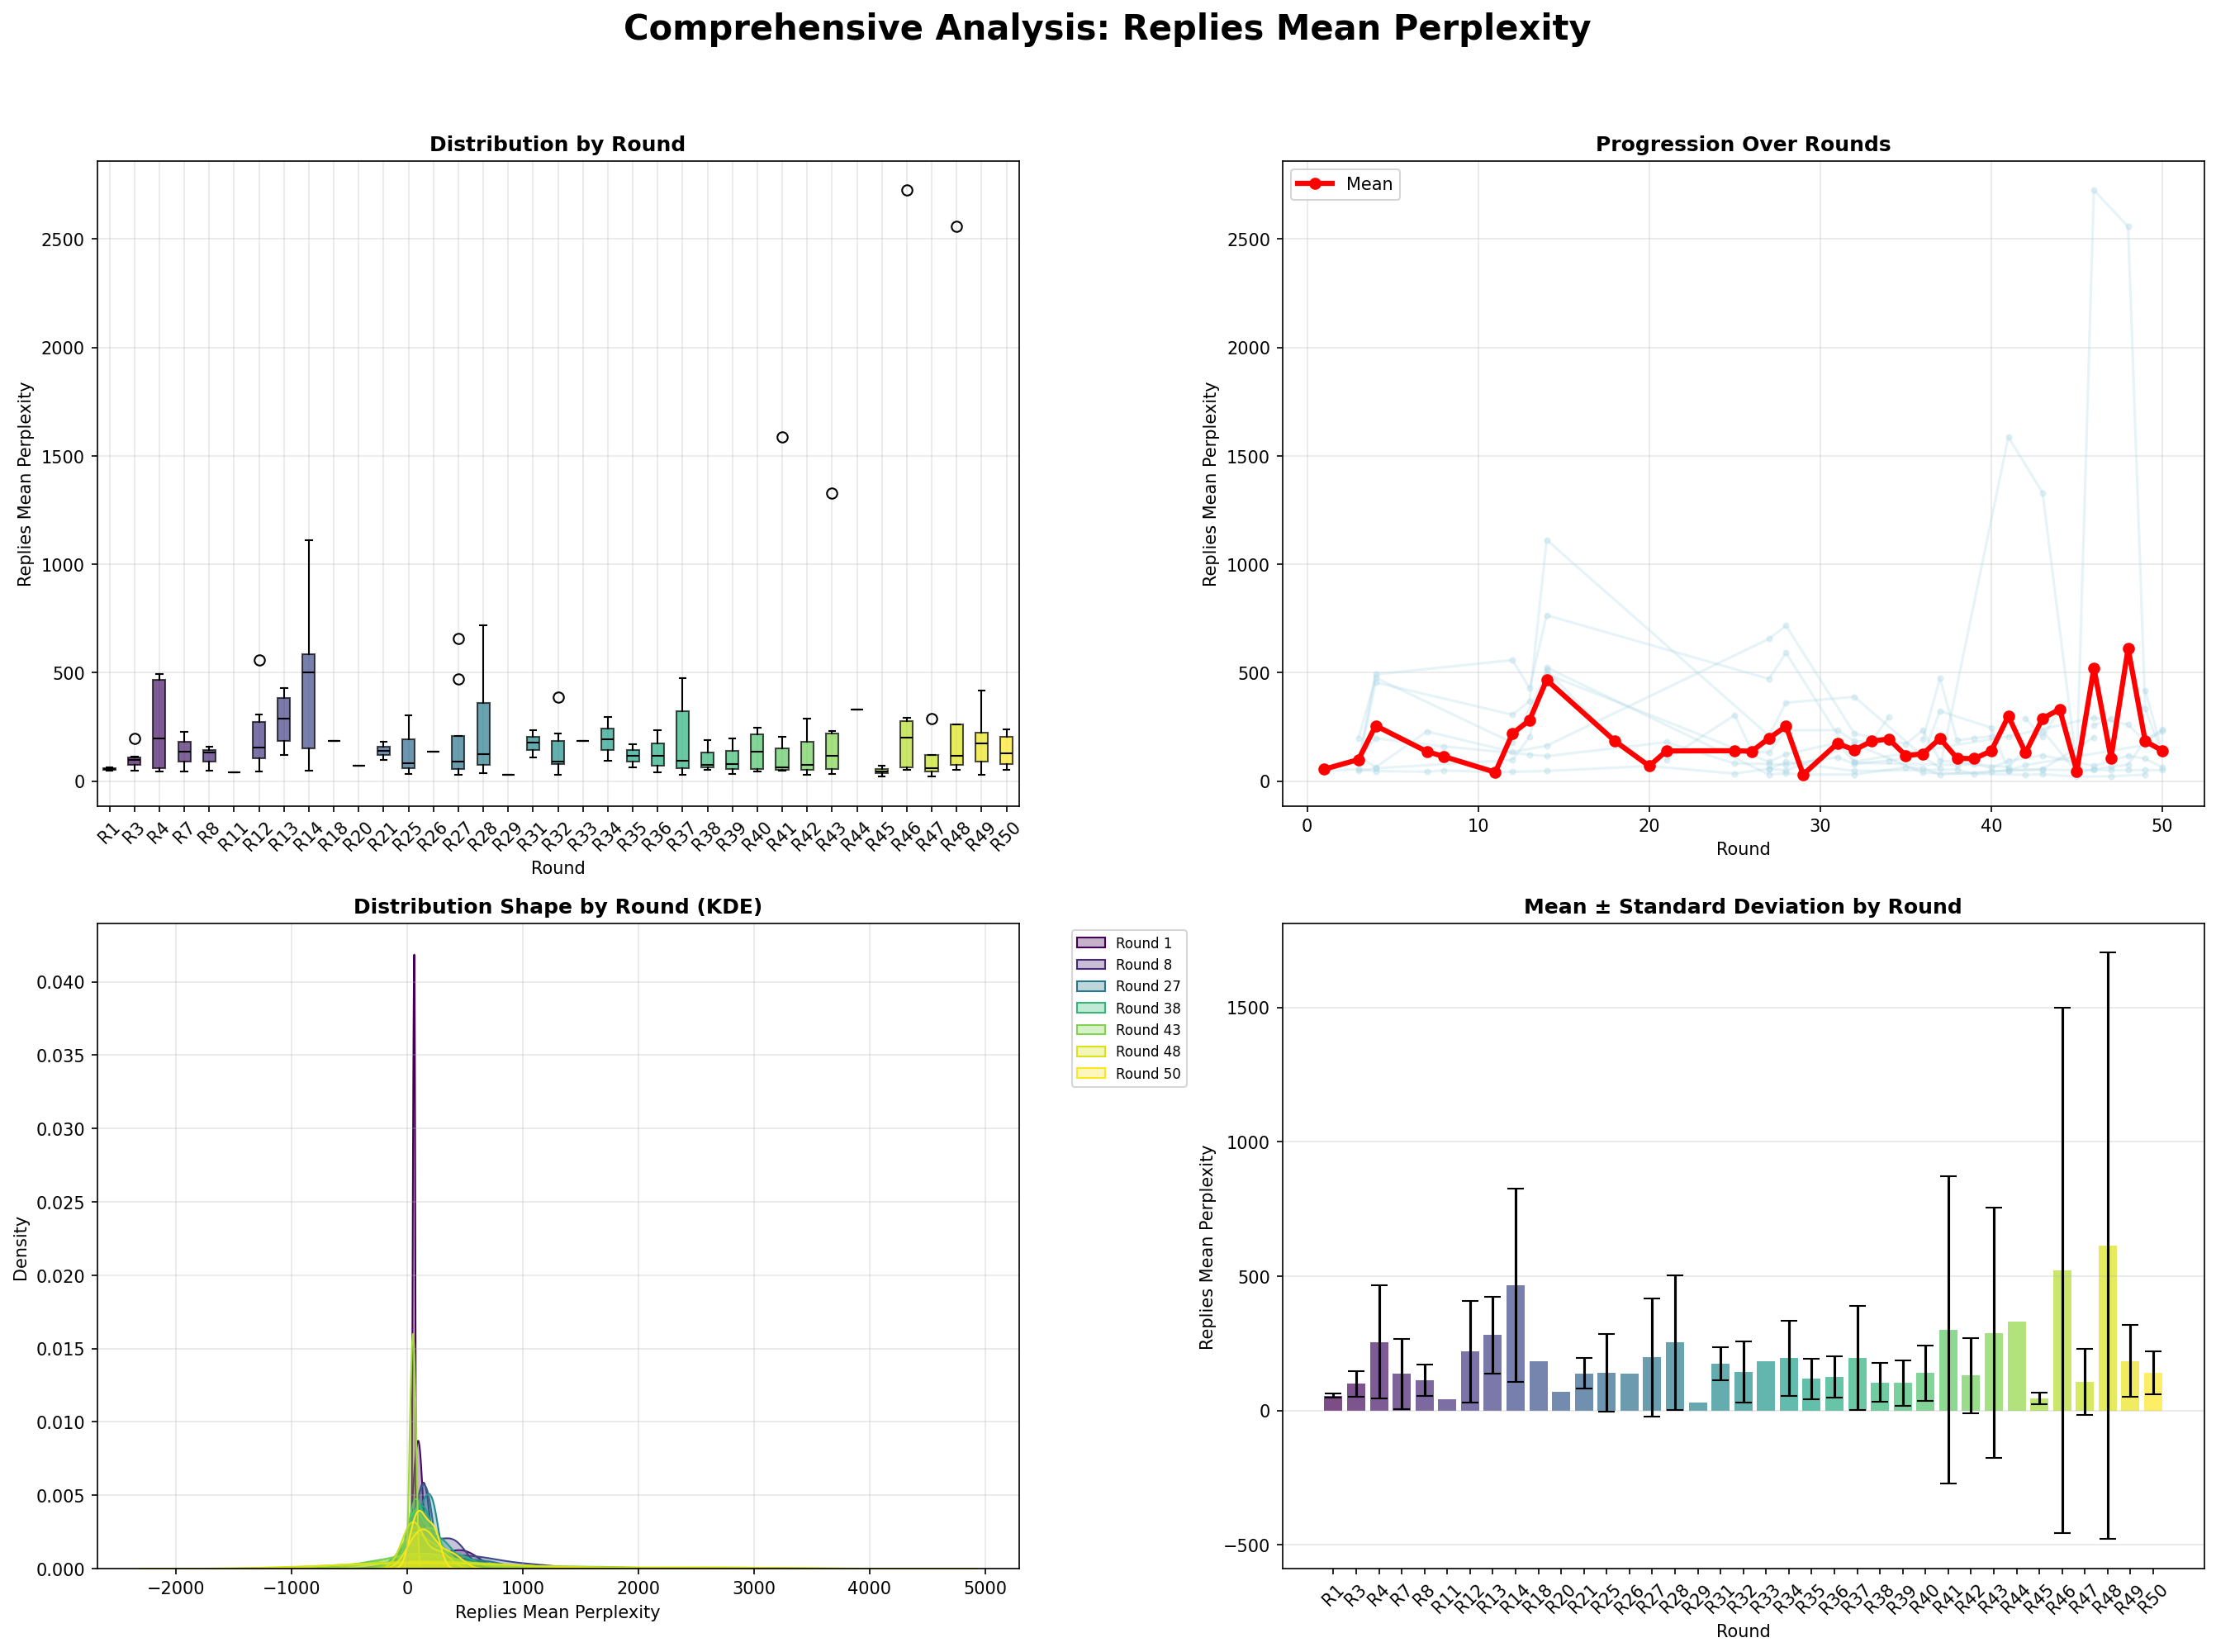 Comprehensive Analysis: Replies Mean Perplexity
Distribution by Round
Replies Mean Perplexity
2500
2000
1500
1000
500
0
R1 R3 R4 R7 R8 R11 R12 R13 R14 R18 R20 R21 R25 R26 R27 R28 R29 R31 R32 R33 R34 R35 R36 R37 R38 R39 R40 R41 R42 R43 R44 R45 R46 R47 R48 R49 R50
Round
Progression Over Rounds
Mean
Replies Mean Perplexity
2500
2000
1500
1000
500
0
0 10 20 30 40 50
Round
Distribution Shape by Round (KDE)
Density
0.040
0.035
0.030
0.025
0.020
0.015
0.010
0.005
0.000
−2000 −1000 0 1000 2000 3000 4000 5000
Replies Mean Perplexity
Round 1
Round 8
Round 27
Round 38
Round 43
Round 48
Round 50
Mean ± Standard Deviation by Round
Replies Mean Perplexity
1500
1000
500
0
−500
R1 R3 R4 R7 R8 R11 R12 R13 R14 R18 R20 R21 R25 R26 R27 R28 R29 R31 R32 R33 R34 R35 R36 R37 R38 R39 R40 R41 R42 R43 R44 R45 R46 R47 R48 R49 R50
Round